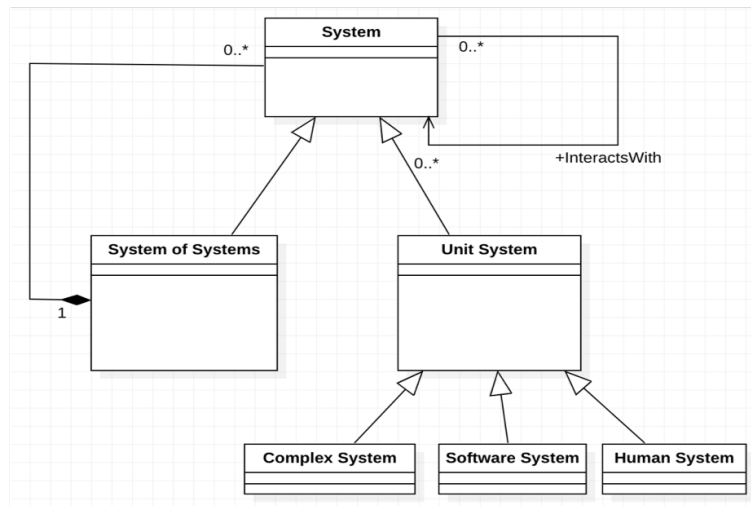 System
0..*
0..*
0..*
+InteractsWith
System of Systems
Unit System
1
Complex System
Software System
Human System